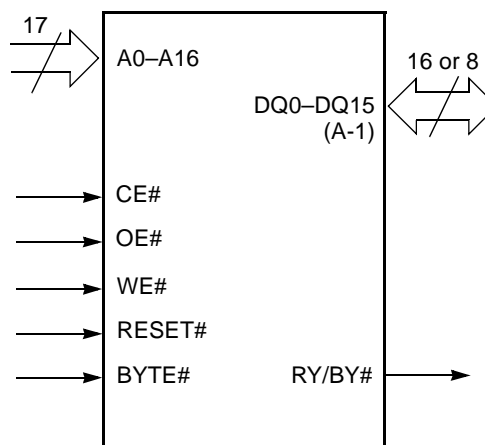 17
A0–A16
16 or 8
DQ0–DQ15
(A-1)
CE#
OE#
WE#
RESET#
BYTE#
RY/BY#